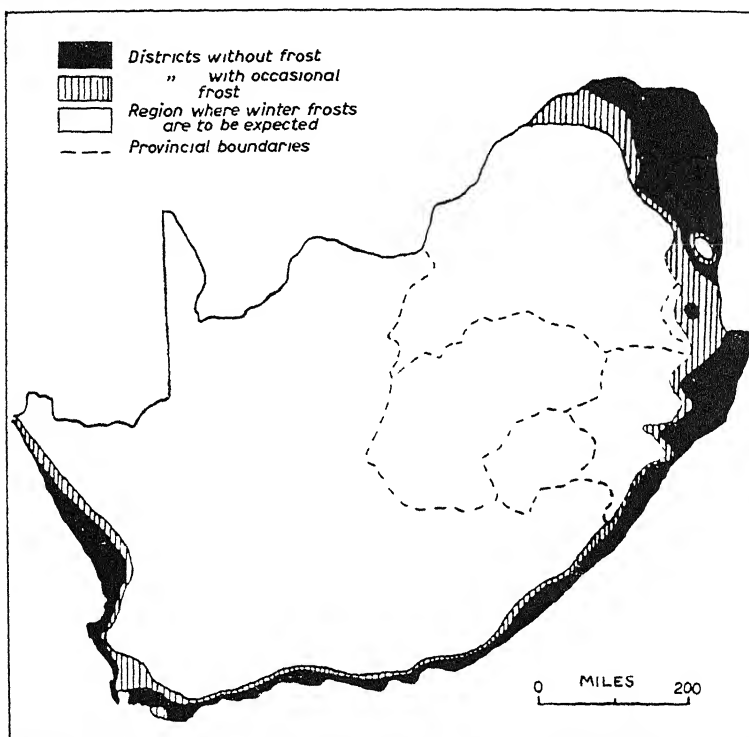 Districts without frost
„ with occasional
frost
Region where winter frosts
are to be expected
Provincial boundaries
MILES
0 200